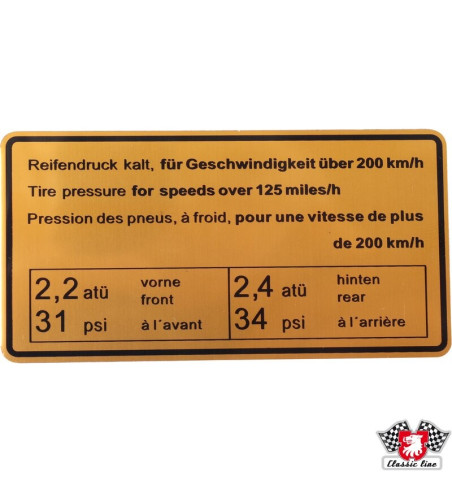 Reifendruck kalt, für Geschwindigkeit über 200 km/h
Tire pressure for speeds over 125 miles/h
Pression des pneus, à froid, pour une vitesse de plus
de 200 km/h
2,2 atü vorne
front
31 psi à l´avant
2,4 atü hinten
rear
34 psi à l´arrière
Classic line